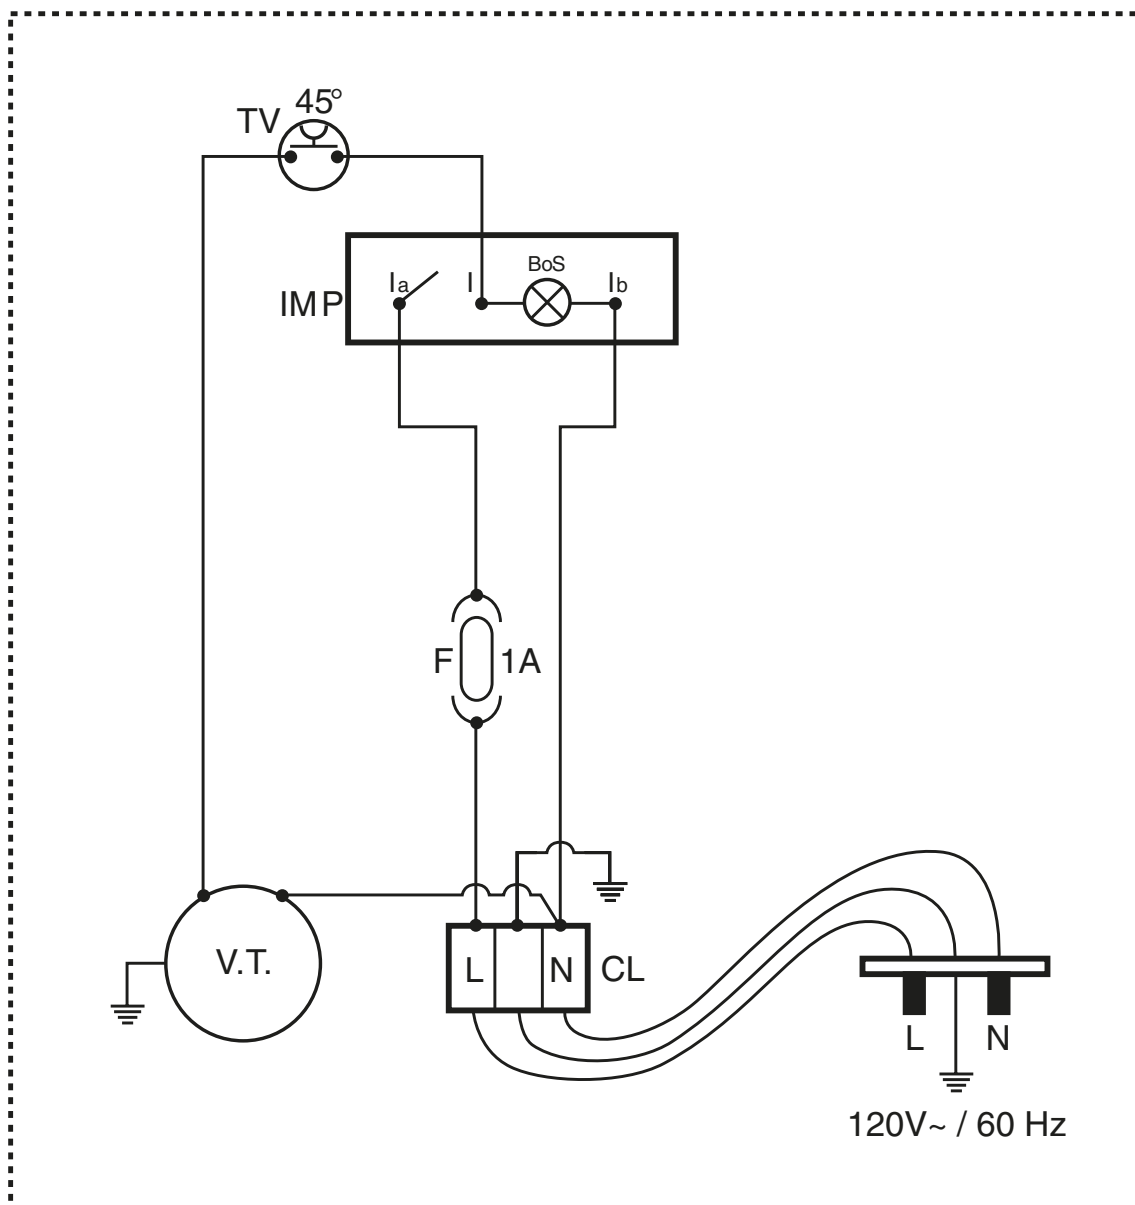 45°
TV
BoS
Ia I Ib
IMP
F 1A
V.T.
L N CL
L N
120V~ / 60 Hz